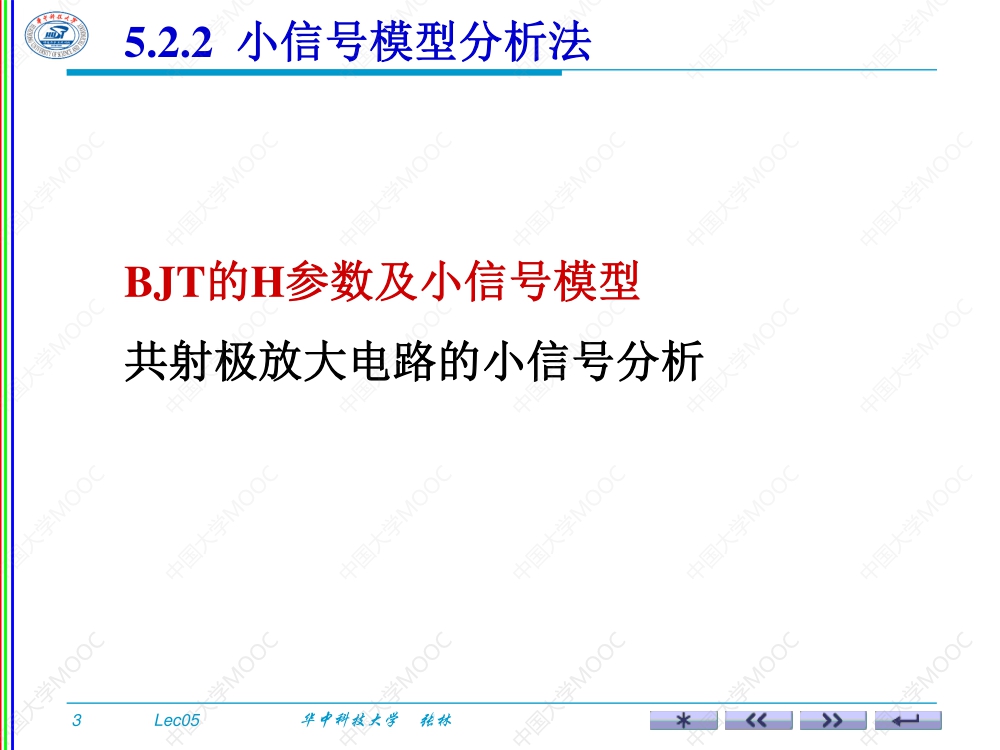 5.2.2 小信号模型分析法
BJT的H参数及小信号模型
共射极放大电路的小信号分析
3 Lec05 华中科技大学 张林
中国大学MOOC